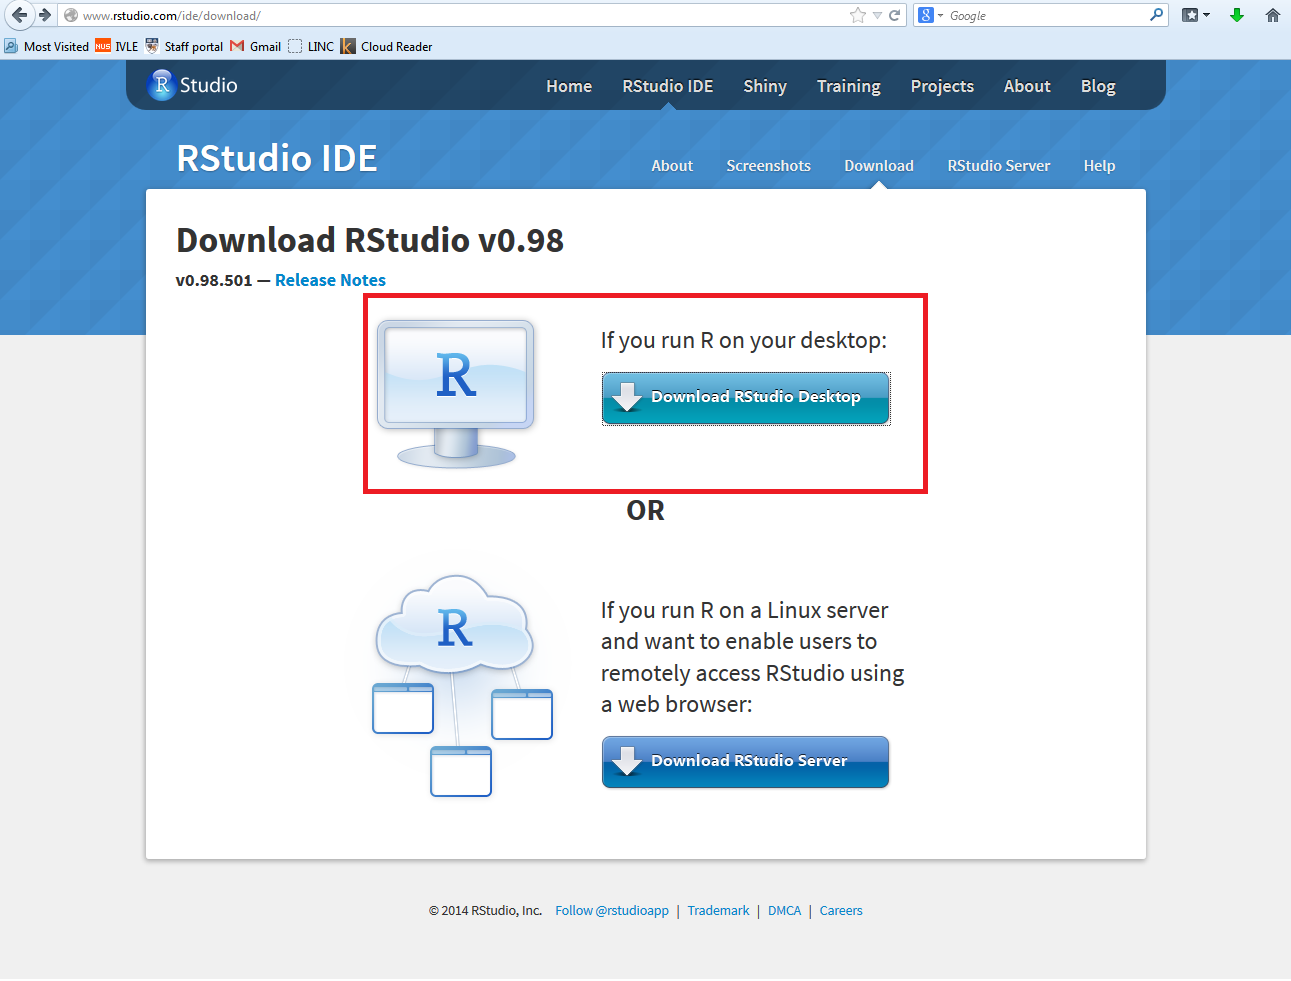 www.rstudio.com/ide/download/
Google
Most Visited NUS IVLE Staff portal Gmail LINC Cloud Reader
R Studio
Home RStudio IDE Shiny Training Projects About Blog
RStudio IDE
About Screenshots Download RStudio Server Help
Download RStudio v0.98
v0.98.501 — Release Notes
R
If you run R on your desktop:
Download RStudio Desktop
OR
R
If you run R on a Linux server
and want to enable users to
remotely access RStudio using
a web browser:
Download RStudio Server
© 2014 RStudio, Inc. Follow @rstudioapp | Trademark | DMCA | Careers